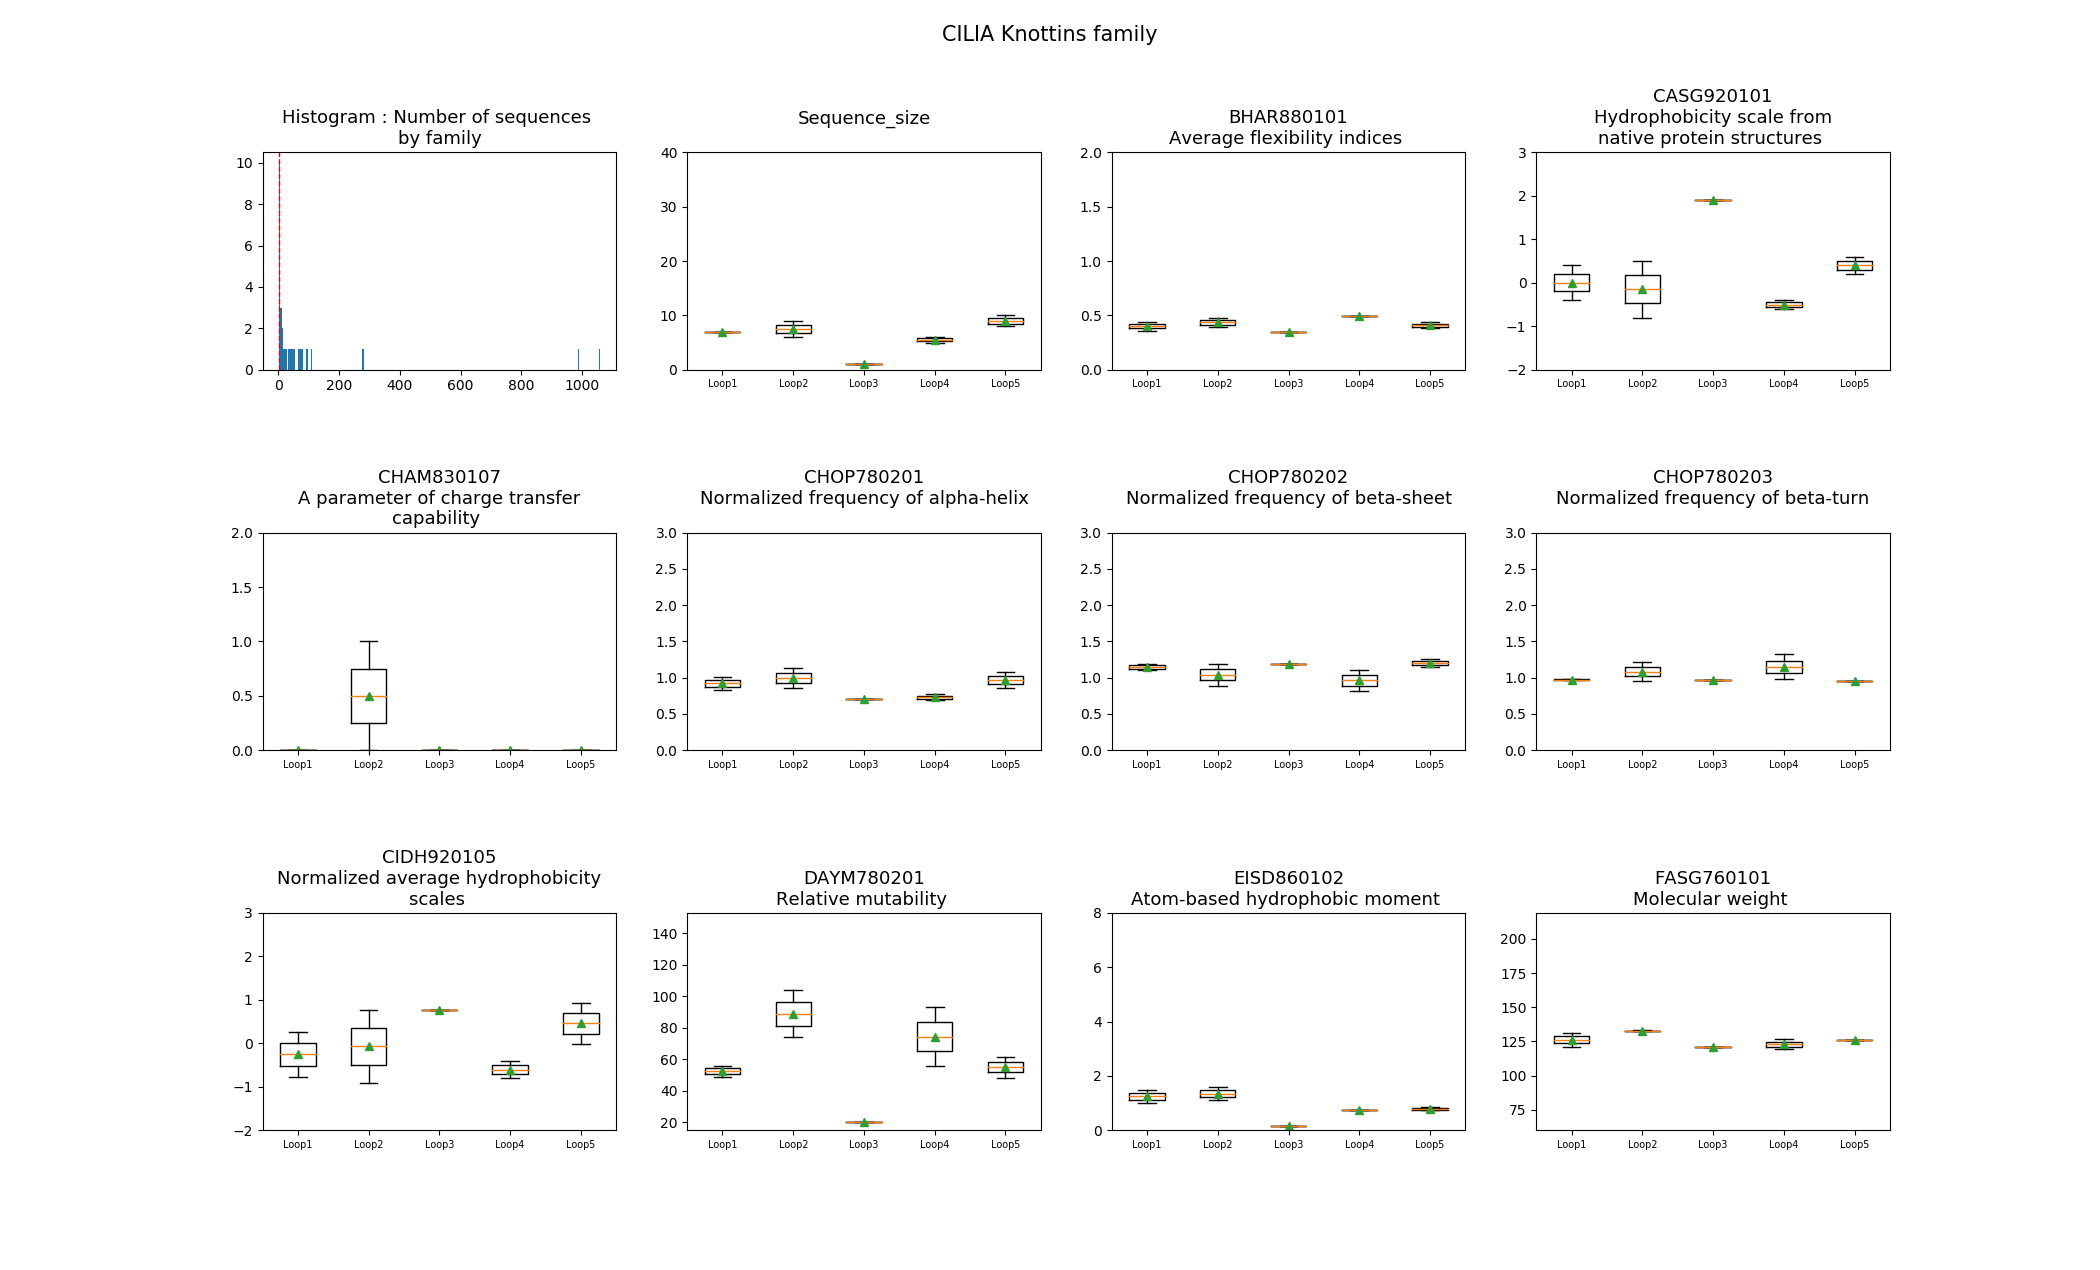 CILIA Knottins family
Histogram : Number of sequences
by family
10
8
6
4
2
0
0 200 400 600 800 1000
Sequence_size
40
30
20
10
0
Loop1 Loop2 Loop3 Loop4 Loop5
BHAR880101
Average flexibility indices
2.0
1.5
1.0
0.5
0.0
Loop1 Loop2 Loop3 Loop4 Loop5
CASG920101
Hydrophobicity scale from
native protein structures
3
2
1
0
−1
−2
Loop1 Loop2 Loop3 Loop4 Loop5
CHAM830107
A parameter of charge transfer
capability
2.0
1.5
1.0
0.5
0.0
Loop1 Loop2 Loop3 Loop4 Loop5
CHOP780201
Normalized frequency of alpha-helix
3.0
2.5
2.0
1.5
1.0
0.5
0.0
Loop1 Loop2 Loop3 Loop4 Loop5
CHOP780202
Normalized frequency of beta-sheet
3.0
2.5
2.0
1.5
1.0
0.5
0.0
Loop1 Loop2 Loop3 Loop4 Loop5
CHOP780203
Normalized frequency of beta-turn
3.0
2.5
2.0
1.5
1.0
0.5
0.0
Loop1 Loop2 Loop3 Loop4 Loop5
CIDH920105
Normalized average hydrophobicity
scales
3
2
1
0
−1
−2
Loop1 Loop2 Loop3 Loop4 Loop5
DAYM780201
Relative mutability
140
120
100
80
60
40
20
Loop1 Loop2 Loop3 Loop4 Loop5
EISD860102
Atom-based hydrophobic moment
8
6
4
2
0
Loop1 Loop2 Loop3 Loop4 Loop5
FASG760101
Molecular weight
200
175
150
125
100
75
Loop1 Loop2 Loop3 Loop4 Loop5